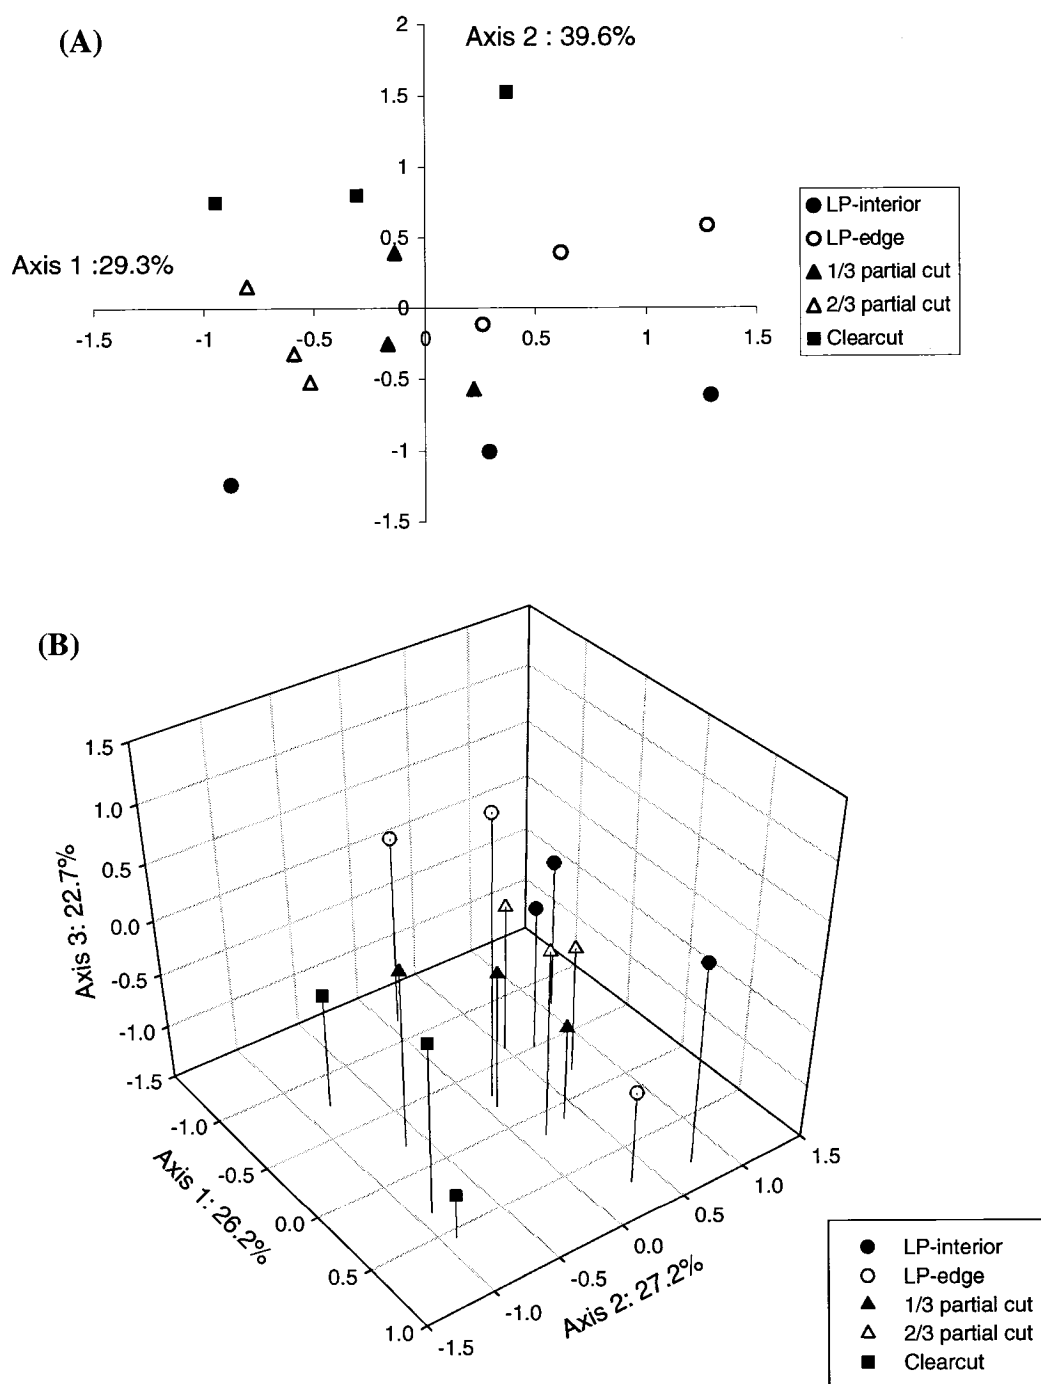 (A)
Axis 2 : 39.6%
2
1.5
1
0.5
0
-0.5
-1
-1.5
Axis 1 :29.3%
-1.5
-1
-0.5
0
0.5
1
1.5
LP-interior
LP-edge
1/3 partial cut
2/3 partial cut
Clearcut
(B)
1.5
1.0
0.5
0.0
-0.5
-1.0
-1.5
Axis 3: 22.7%
-1.0
-0.5
0.0
0.5
1.0
Axis 1: 26.2%
-1.5
-1.0
-0.5
0.0
0.5
1.0
1.5
Axis 2: 27.2%
LP-interior
LP-edge
1/3 partial cut
2/3 partial cut
Clearcut